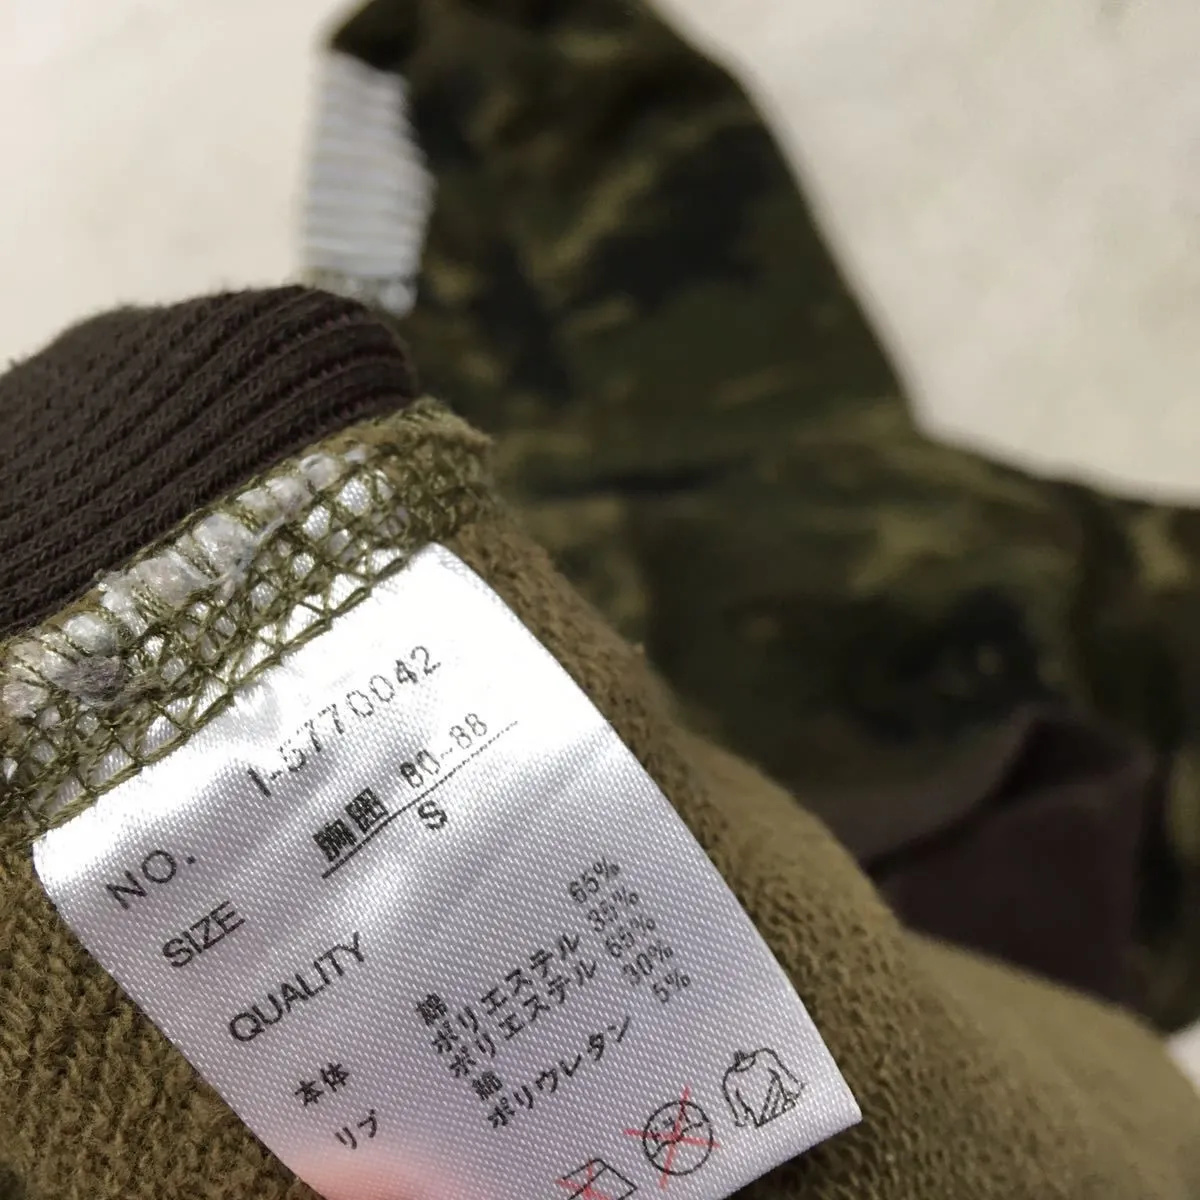 NO. 1-5770042
SIZE 胸囲 80-88
S
QUALITY
本体 綿 65%
ポリエステル 35%
リブ ポリエステル 65%
綿 30%
ポリウレタン 5%